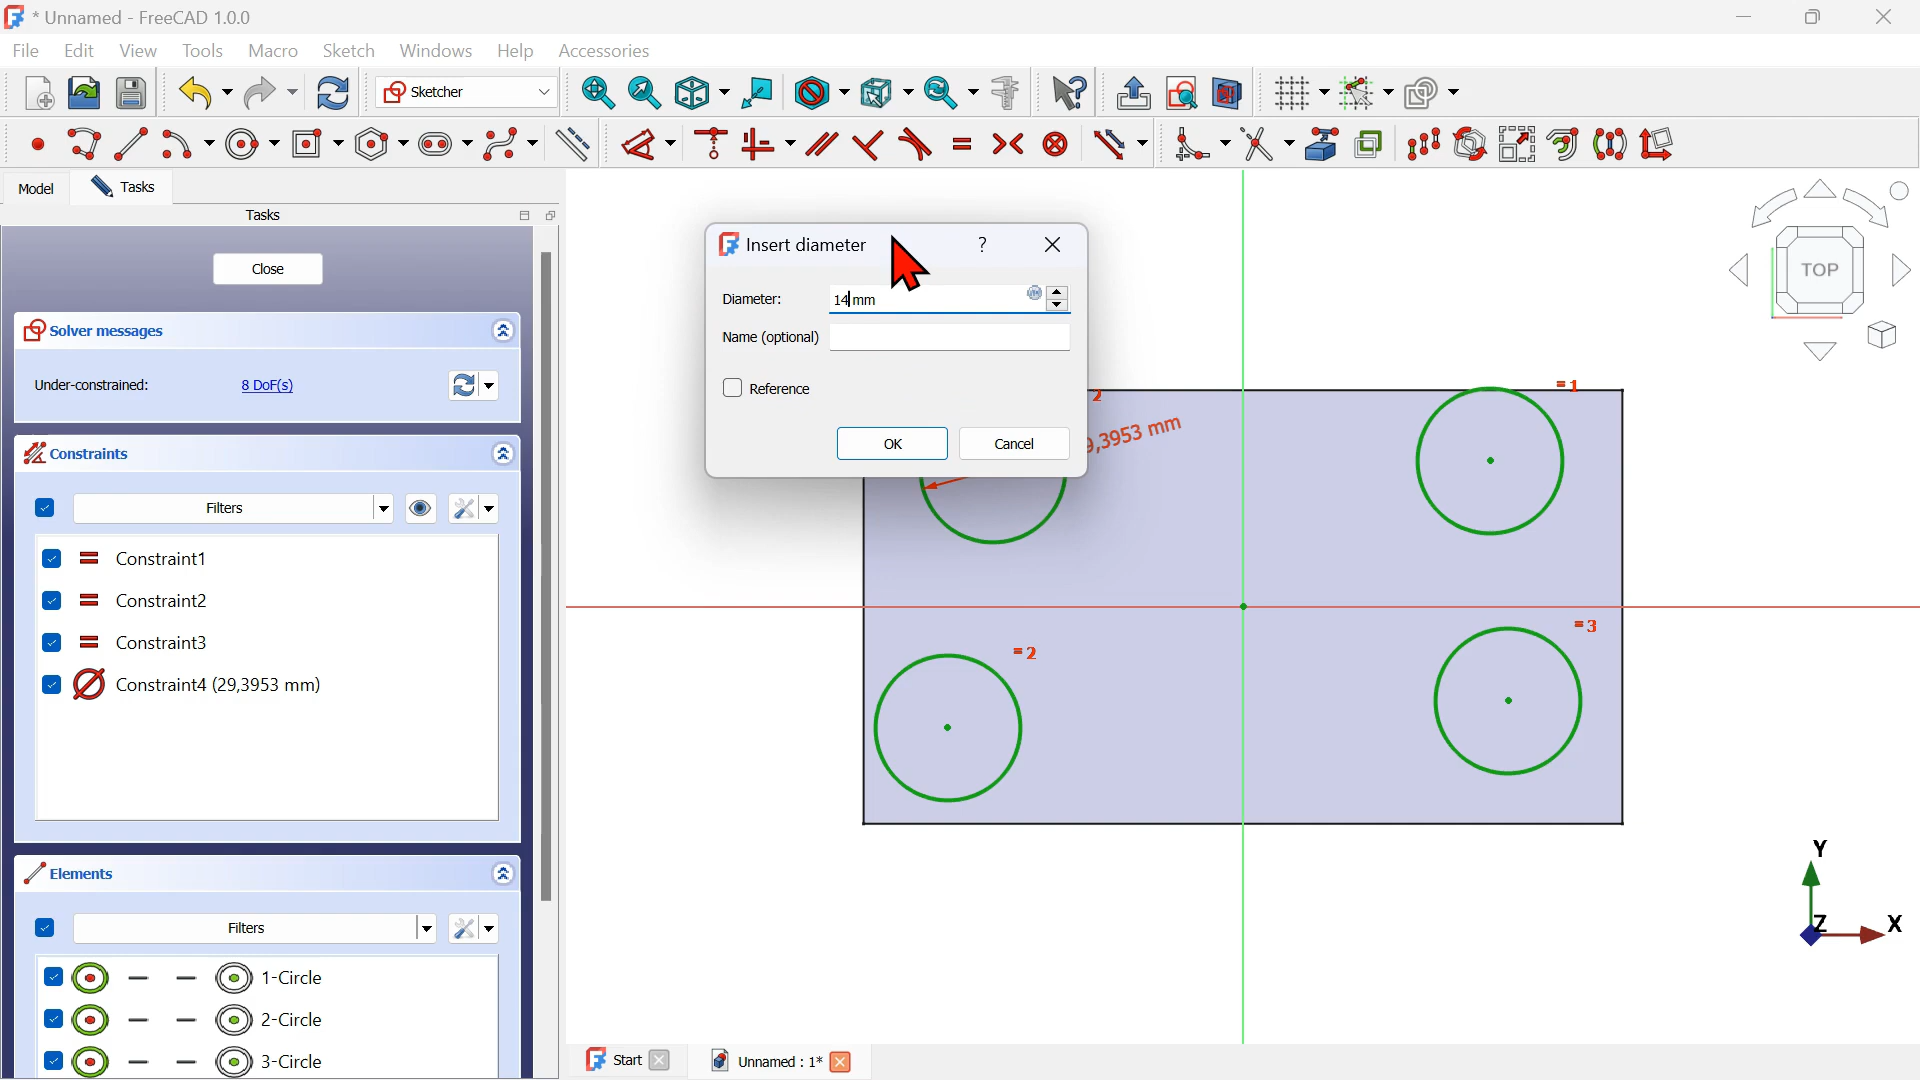 * Unnamed - FreeCAD 1.0.0
File Edit View Tools Macro Sketch Windows Help Accessories
Sketcher
Model Tasks
Tasks
Close
Solver messages
Under-constrained: 8 DoF(s)
Constraints
Filters
Constraint1
Constraint2
Constraint3
Constraint4 (29,3953 mm)
Elements
Filters
1-Circle
2-Circle
3-Circle
Insert diameter ?
Diameter: 14 mm
Name (optional)
Reference
OK Cancel
2
9,3953 mm
=1
=2
=3
TOP
Y
Z X
Start Unnamed : 1*